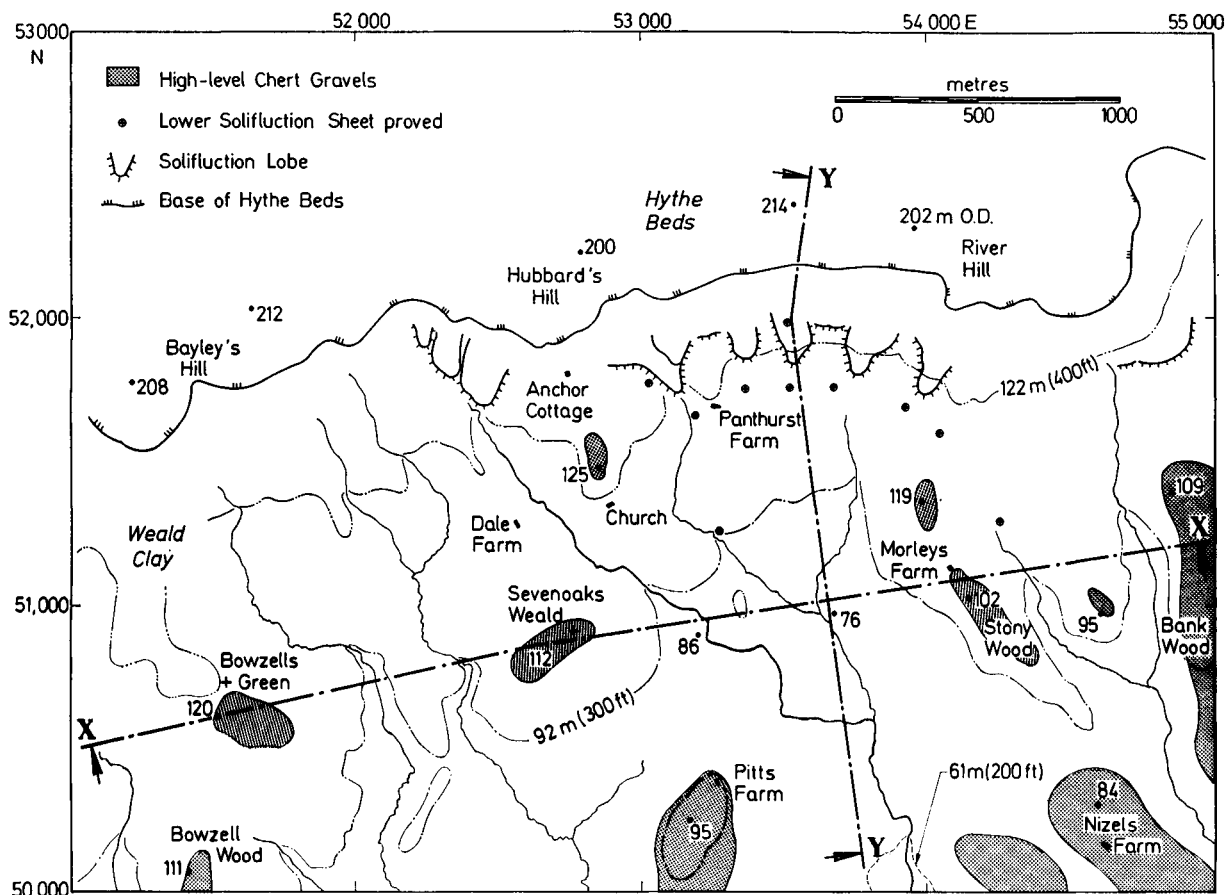 52 000
53 000
54 000 E
55 000
53000
N
High-level Chert Gravels
Lower Solifluction Sheet proved
Solifluction Lobe
Base of Hythe Beds
metres
0 500 1000
Y
Hythe
Beds
214
202 m O.D.
River
Hill
200
Hubbard's
Hill
52,000
212
Bayley's
Hill
208
122 m (400ft)
Anchor
Cottage
Panthurst
Farm
125
119
109
Church
Dale
Farm
Weald
Clay
X
Morleys
Farm
51,000
Sevenoaks
Weald
102
Stony
Wood
95
Bank
Wood
76
86
112
Bowzells
Green
120
92 m (300 ft)
X
61m (200 ft)
Pitts
Farm
84
Nizels
Farm
95
Bowzell
Wood
111
Y
50 000